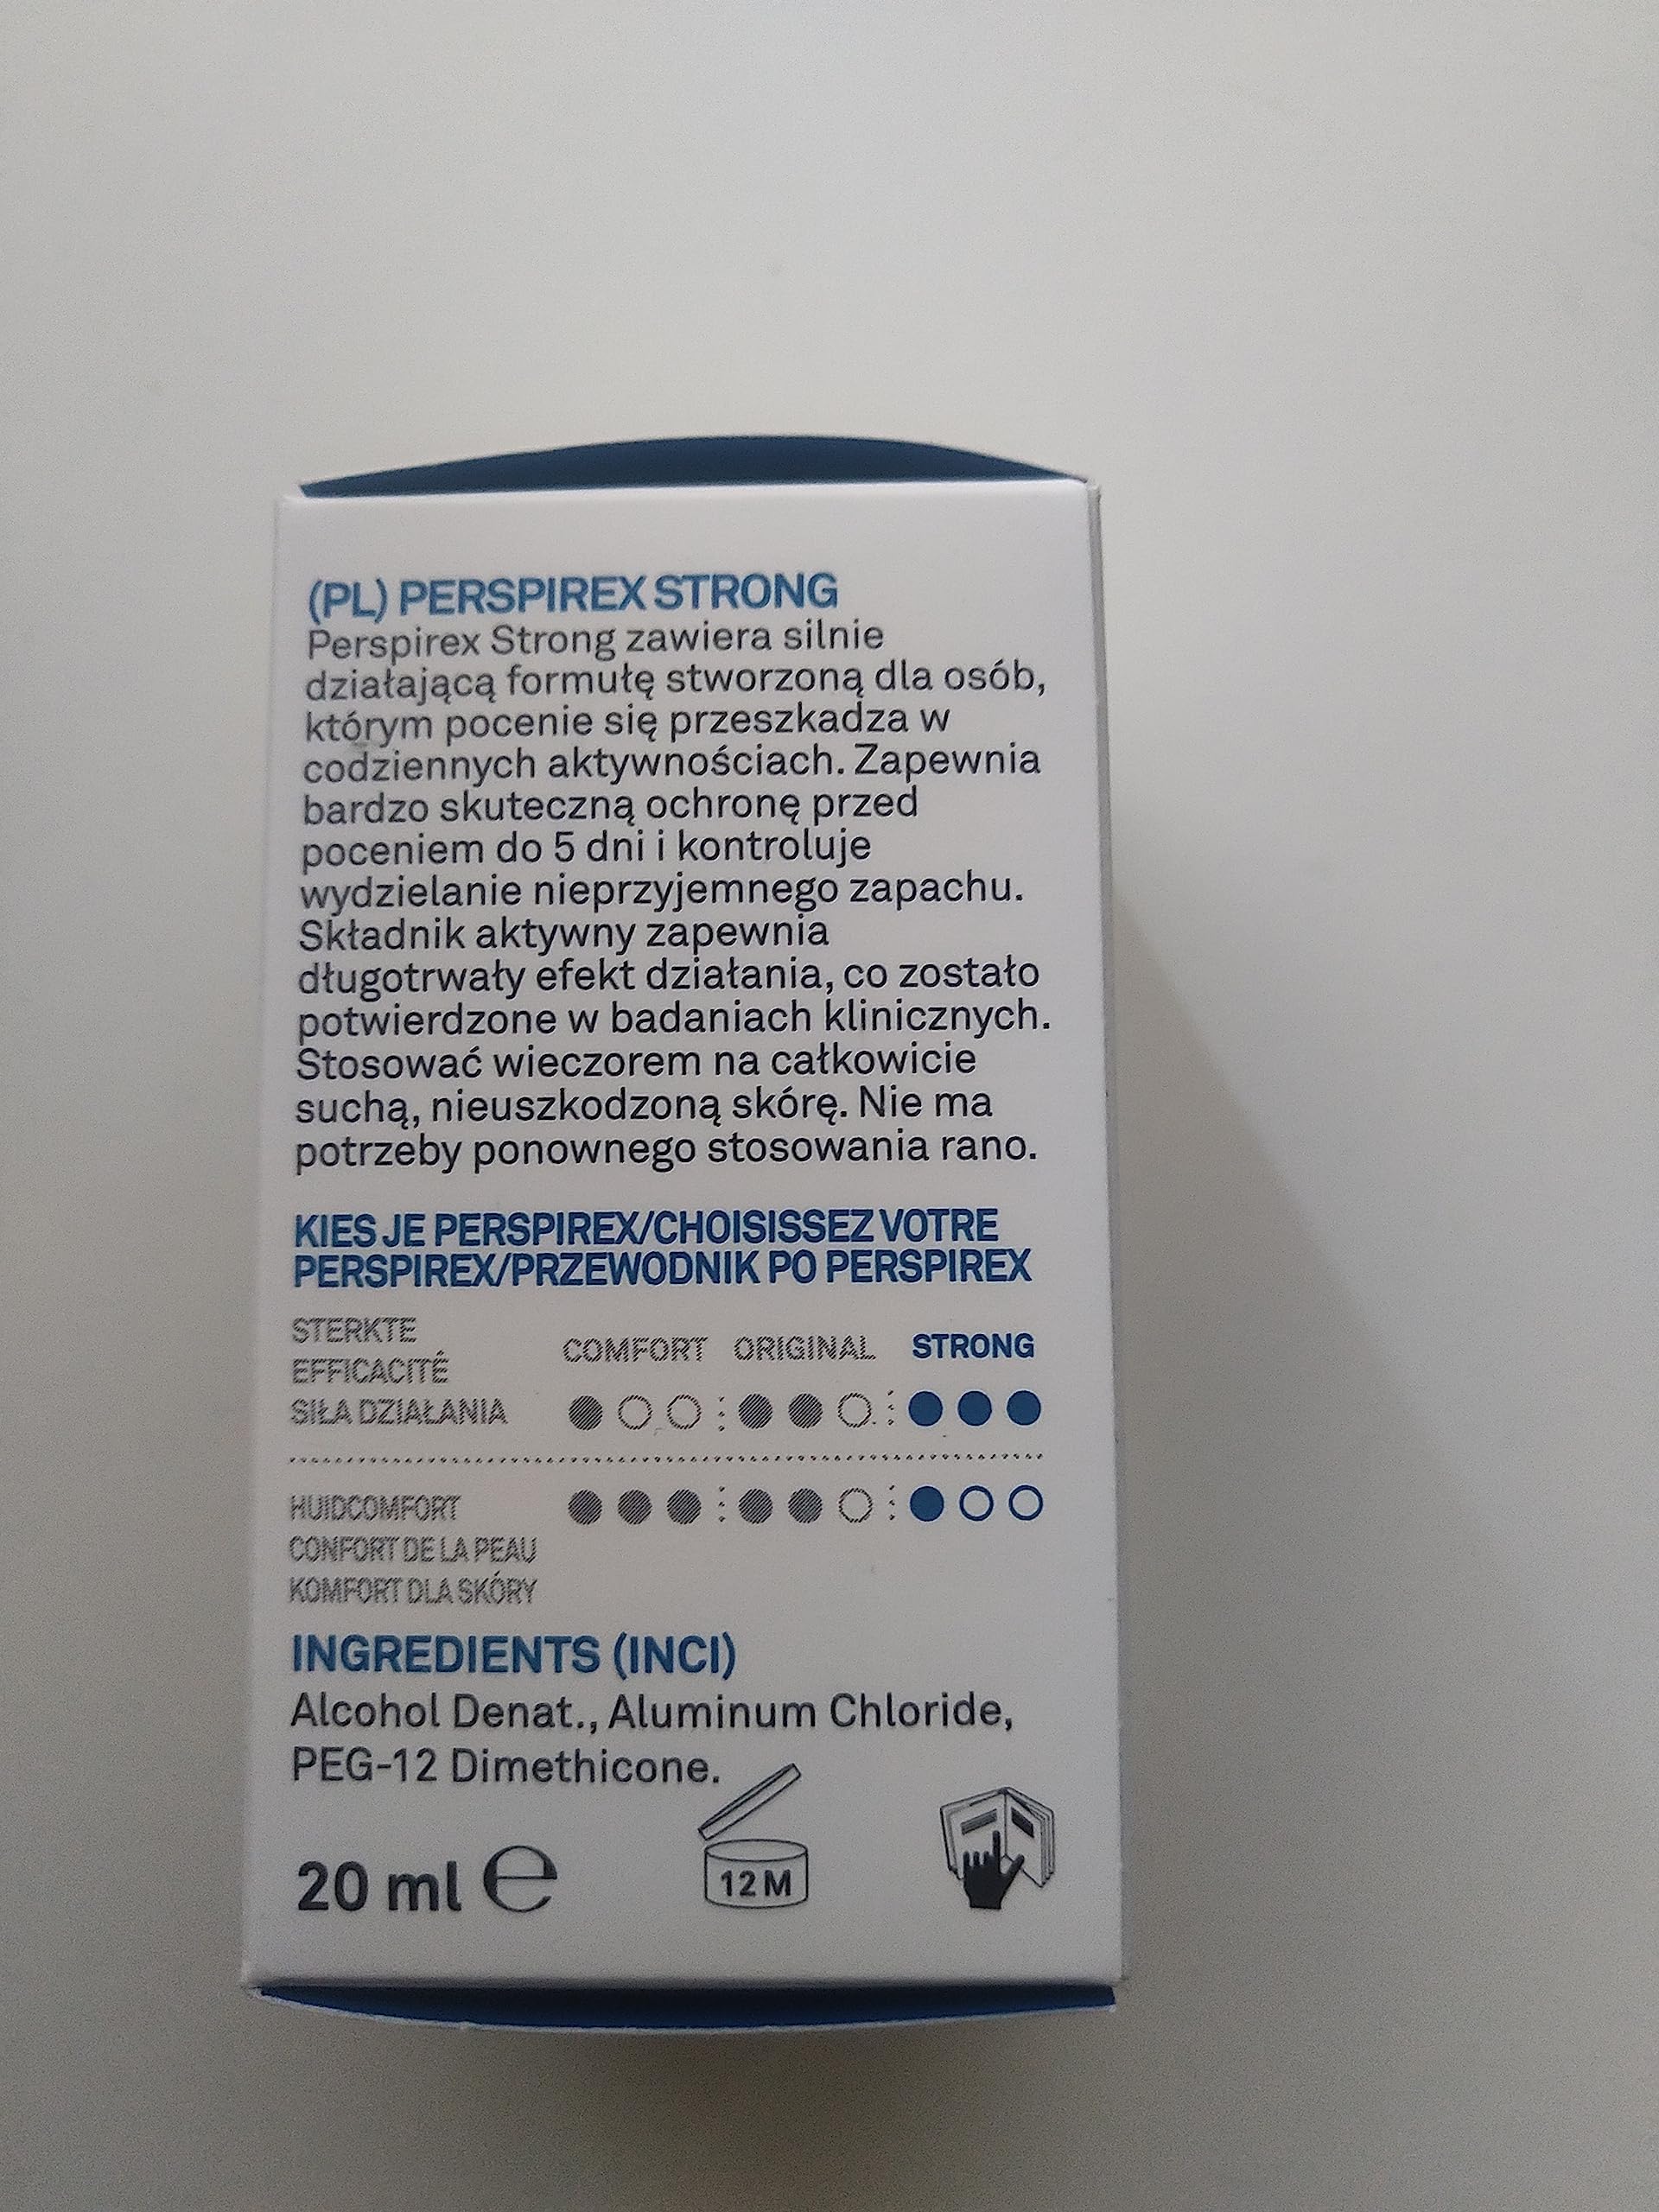 (PL) PERSPIREX STRONG
Perspirex Strong zawiera silnie
działającą formułę stworzoną dla osób,
którym pocenie się przeszkadza w
codziennych aktywnościach. Zapewnia
bardzo skuteczną ochronę przed
poceniem do 5 dni i kontroluje
wydzielanie nieprzyjemnego zapachu.
Składnik aktywny zapewnia
długotrwały efekt działania, co zostało
potwierdzone w badaniach klinicznych.
Stosować wieczorem na całkowicie
suchą, nieuszkodzoną skórę. Nie ma
potrzeby ponownego stosowania rano.
KIES JE PERSPIREX/CHOISISSEZ VOTRE
PERSPIREX/PRZEWODNIK PO PERSPIREX
STERKTE
EFFICACITÉ
SIŁA DZIAŁANIA
COMFORT ORIGINAL STRONG
HUIDCOMFORT
CONFORT DE LA PEAU
KOMFORT DLA SKÓRY
INGREDIENTS (INCI)
Alcohol Denat., Aluminum Chloride,
PEG-12 Dimethicone.
20 ml ℮
12 M